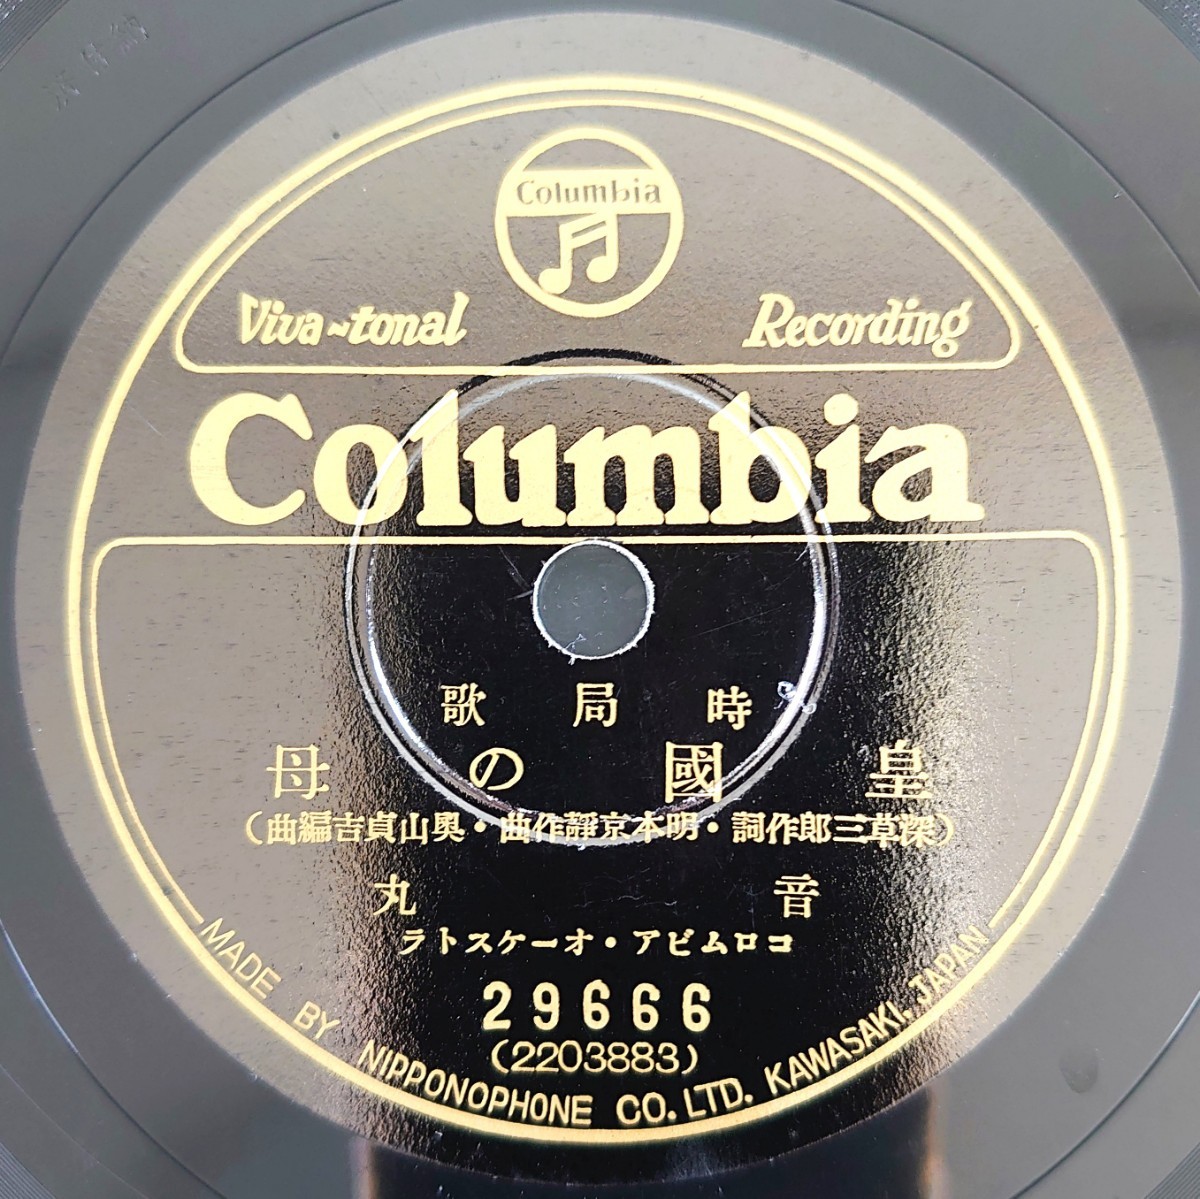 Columbia
Viva-tonal Recording
Columbia
時局歌
皇國の母
(深草三郎作詞・明本京靜作曲・奥山貞吉編曲)
音丸
コロムビア・オーケストラ
29666
(2203883)
MADE BY NIPPONOPHONE CO. LTD. KAWASAKI, JAPAN